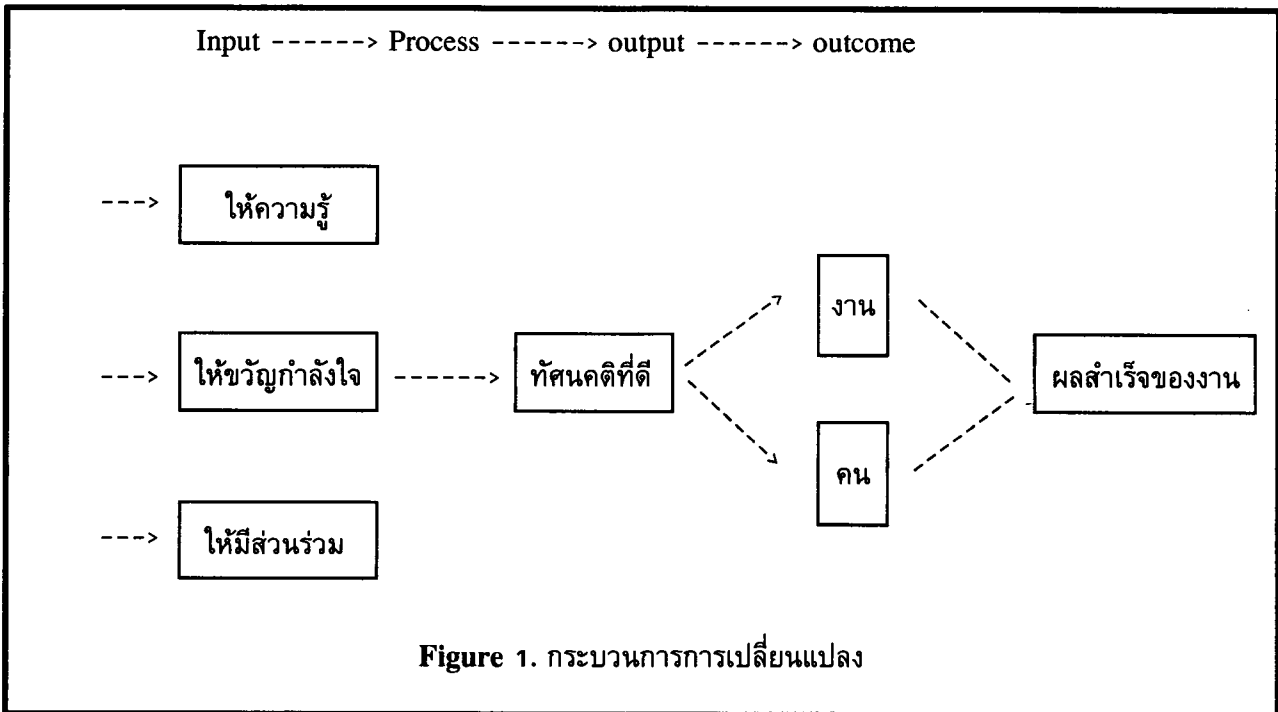 Input ------> Process ------> output ------> outcome
---> ให้ความรู้
งาน
---> ให้ขวัญกำลังใจ ------> ทัศนคติที่ดี
ผลสำเร็จของงาน
คน
---> ให้มีส่วนร่วม
Figure 1. กระบวนการการเปลี่ยนแปลง